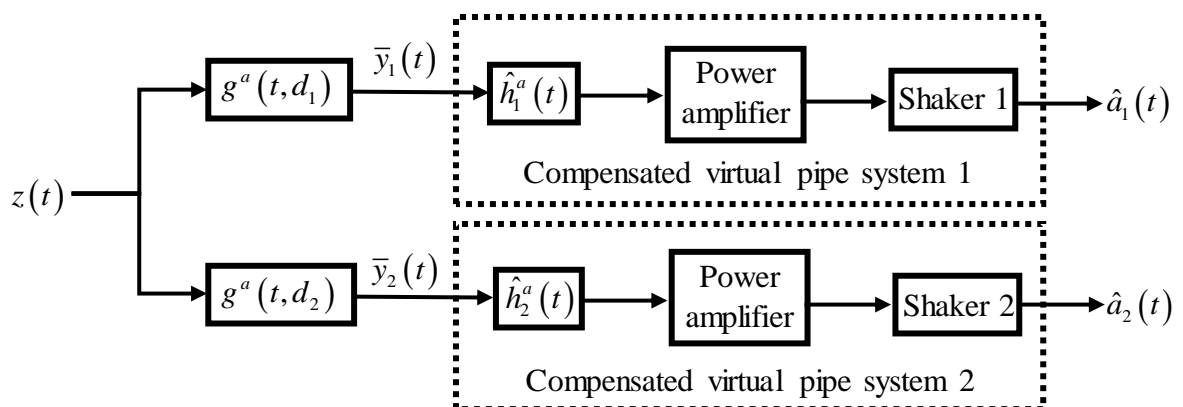 z(t)
g^a(t,d_1)
ȳ_1(t)
ĥ_1^a(t)
Power
amplifier
Shaker 1
â_1(t)
Compensated virtual pipe system 1
g^a(t,d_2)
ȳ_2(t)
ĥ_2^a(t)
Power
amplifier
Shaker 2
â_2(t)
Compensated virtual pipe system 2